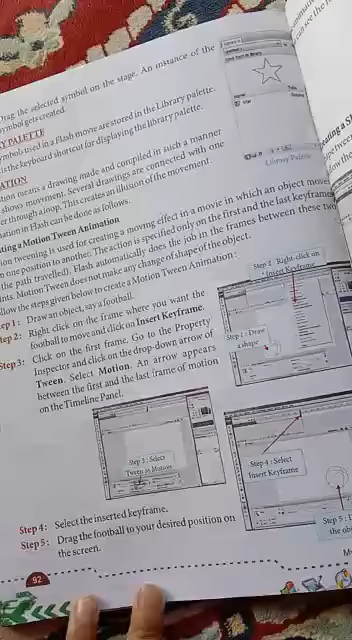 Drag, the selected symbol on the stage. An instance of the
symbol gets created.
Y PALETTE
symbols used in a Flash movie are stored in the Library palette.
is the keyboard shortcut for displaying the library palette.
ATION
tion means a drawing made and compiled in such a manner
shows movement. Several drawings are connected with one
er through a loop. This creates an illusion of the movement.
mation in Flash can be done as follows.
Library Palette
ating a Motion Tween Animation
ion tweening is used for creating a moving effect in a movie in which an object moves
n one position to another. The action is specified only on the first and the last keyframe
the path travelled). Flash automatically does the job in the frames between these two
ints. Motion Tween does not make any change of shape of the object.
llow the steps given below to create a Motion Tween Animation:
tep 1: Draw an object, say a football.
tep 2: Right click on the frame where you want the
football to move and click on Insert Keyframe.
Step3: Click on the first frame. Go to the Property
Inspector and click on the drop down arrow of
Tween. Select Motion. An arrow appears
between the first and the last frame of motion
on the Timeline Panel.
Step 2 : Right-click on
Insert Keyframe
Step 1 : Draw
a shape
Step 3 : Select
Tween as Motion
Step 4 : Select
Insert Keyframe
Step 4: Select the inserted keyframe.
Step 5: Drag the football to your desired position on
the screen.
Step 5 :
the ob
92